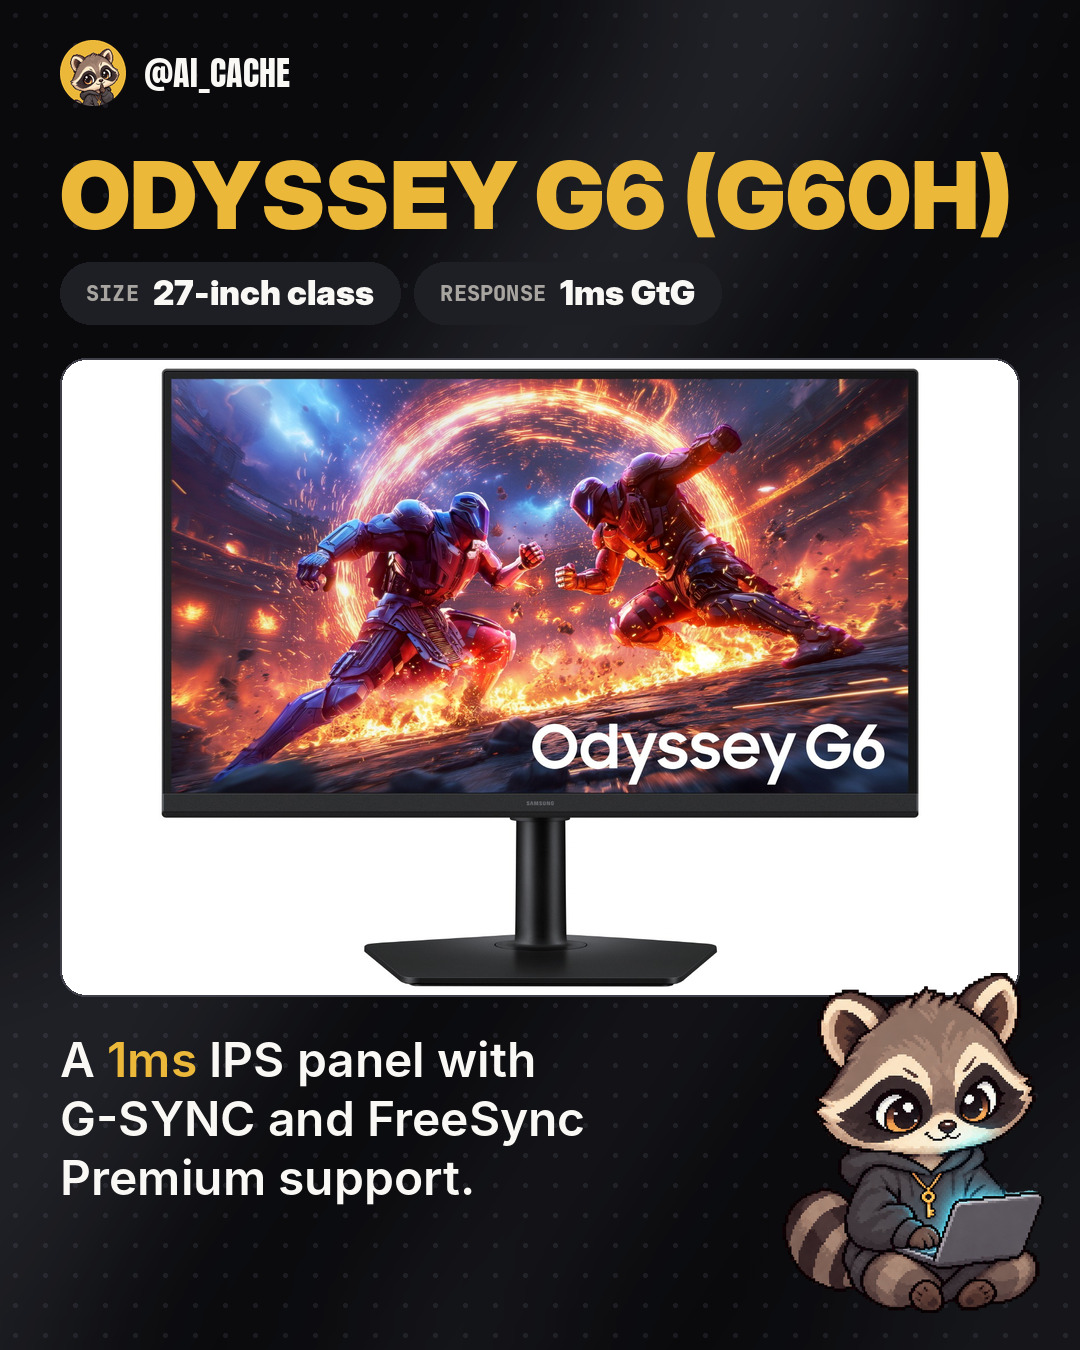 @AI_CACHE
ODYSSEY G6 (G60H)
SIZE 27-inch class
RESPONSE 1ms GtG
Odyssey G6
SAMSUNG
A 1ms IPS panel with
G-SYNC and FreeSync
Premium support.